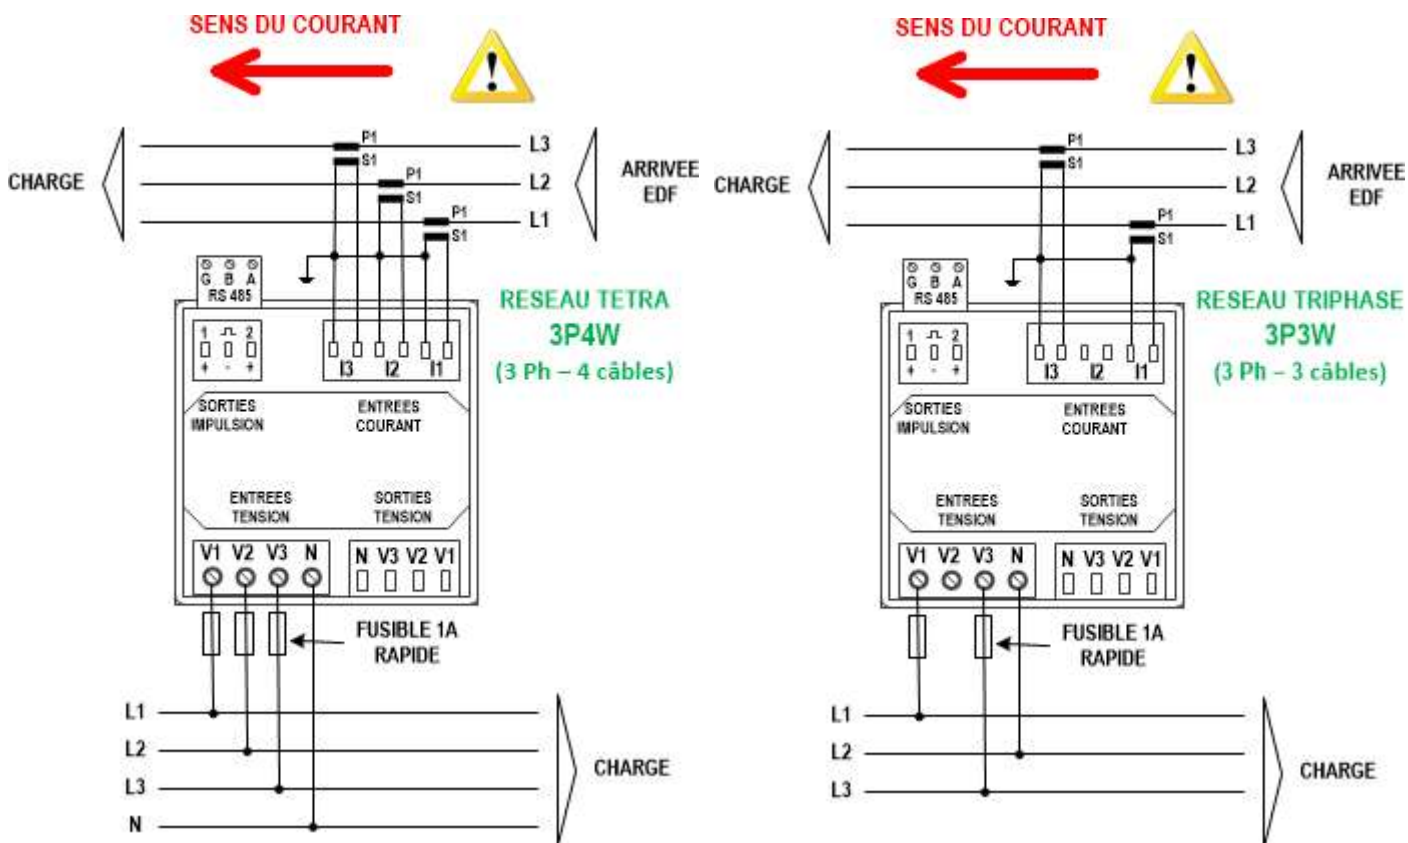 SENS DU COURANT
P1
L3
S1
CHARGE
P1
L2
S1
ARRIVEE
EDF
P1
L1
S1
G B A
RS 485
RESEAU TETRA
3P4W
(3 Ph – 4 câbles)
1 2
+ - +
I3 I2 I1
SORTIES
IMPULSION
ENTREES
COURANT
ENTREES
TENSION
SORTIES
TENSION
V1 V2 V3 N
N V3 V2 V1
FUSIBLE 1A
RAPIDE
L1
L2
L3
N
CHARGE
SENS DU COURANT
P1
L3
S1
CHARGE
L2
ARRIVEE
EDF
P1
L1
S1
G B A
RS 485
RESEAU TRIPHASE
3P3W
(3 Ph – 3 câbles)
1 2
+ - +
I3 I2 I1
SORTIES
IMPULSION
ENTREES
COURANT
ENTREES
TENSION
SORTIES
TENSION
V1 V2 V3 N
N V3 V2 V1
FUSIBLE 1A
RAPIDE
L1
L2
L3
CHARGE